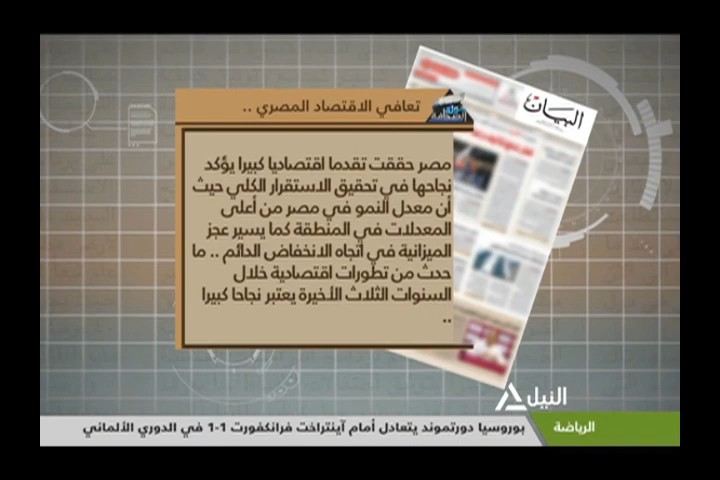 البيان
تعافي الاقتصاد المصري ..
مصر حققت تقدما اقتصاديا كبيرا يؤكد
نجاحها في تحقيق الاستقرار الكلي حيث
أن معدل النمو في مصر من أعلى
المعدلات في المنطقة كما يسير عجز
الميزانية في اتجاه الانخفاض الدائم .. ما
حدث من تطورات اقتصادية خلال
السنوات الثلاث الأخيرة يعتبر نجاحا كبيرا
..
النيل
الرياضة
بوروسيا دورتموند يتعادل أمام آينتراخت فرانكفورت 1-1 في الدوري الألماني